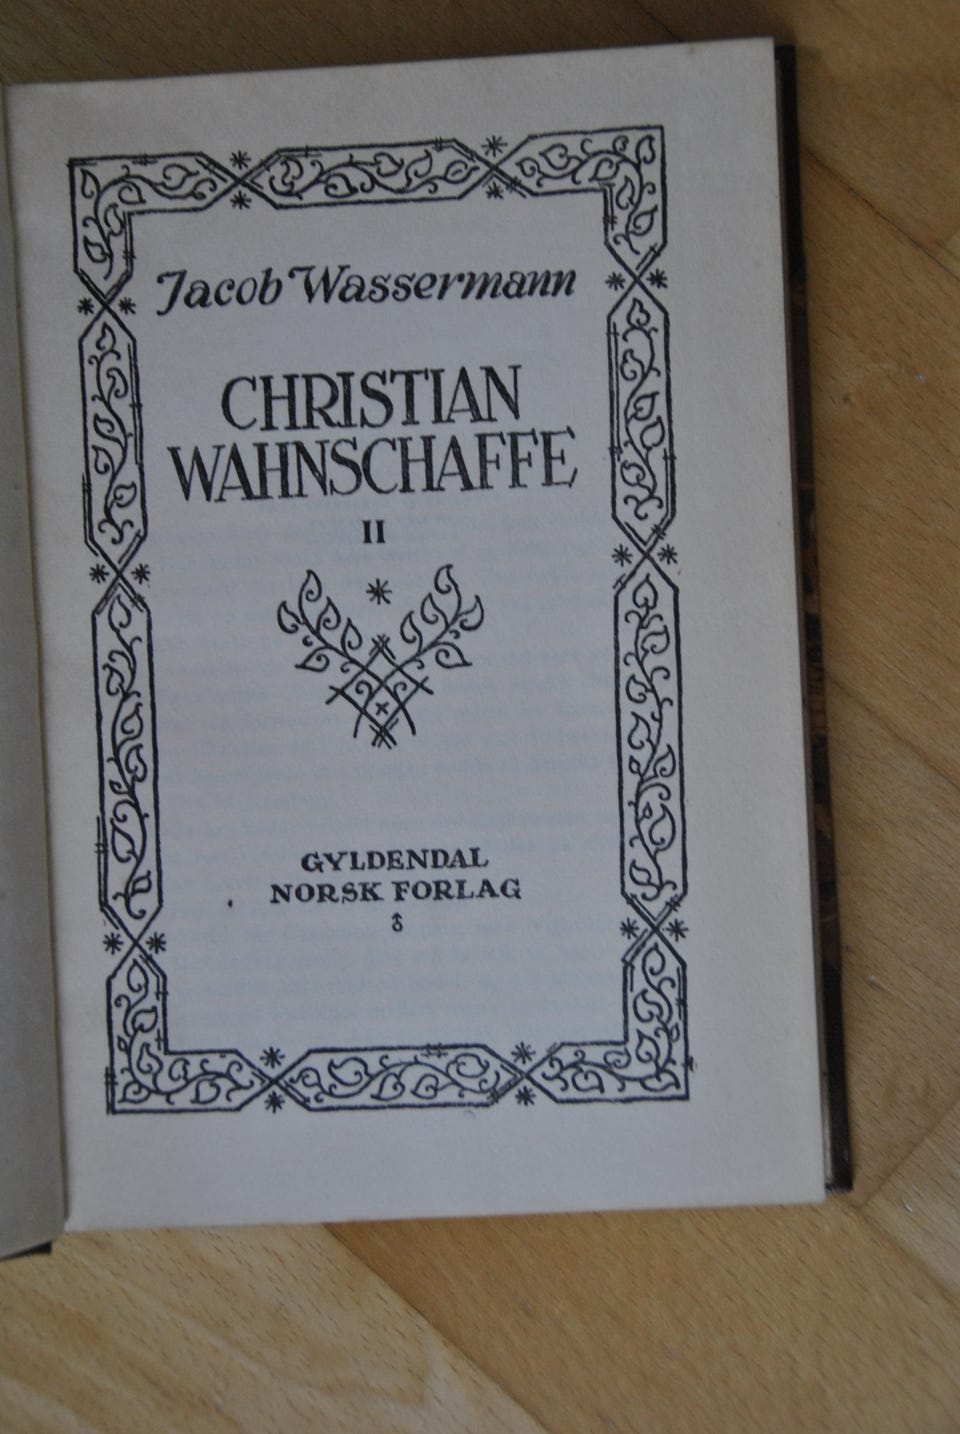 Jacob Wassermann
CHRISTIAN
WAHNSCHAFFE
II
GYLDENDAL
NORSK FORLAG